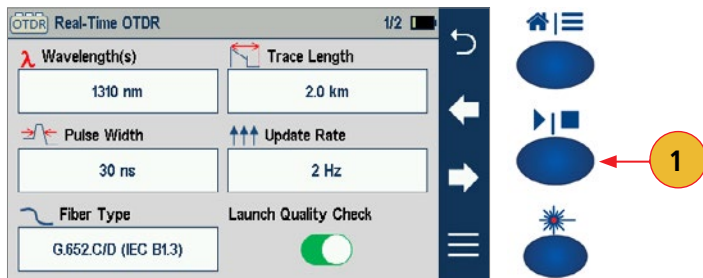 OTDR Real-Time OTDR 1/2
λ Wavelength(s) Trace Length
1310 nm 2.0 km
Pulse Width Update Rate
30 ns 2 Hz
Fiber Type Launch Quality Check
G.652.C/D (IEC B1.3)
1